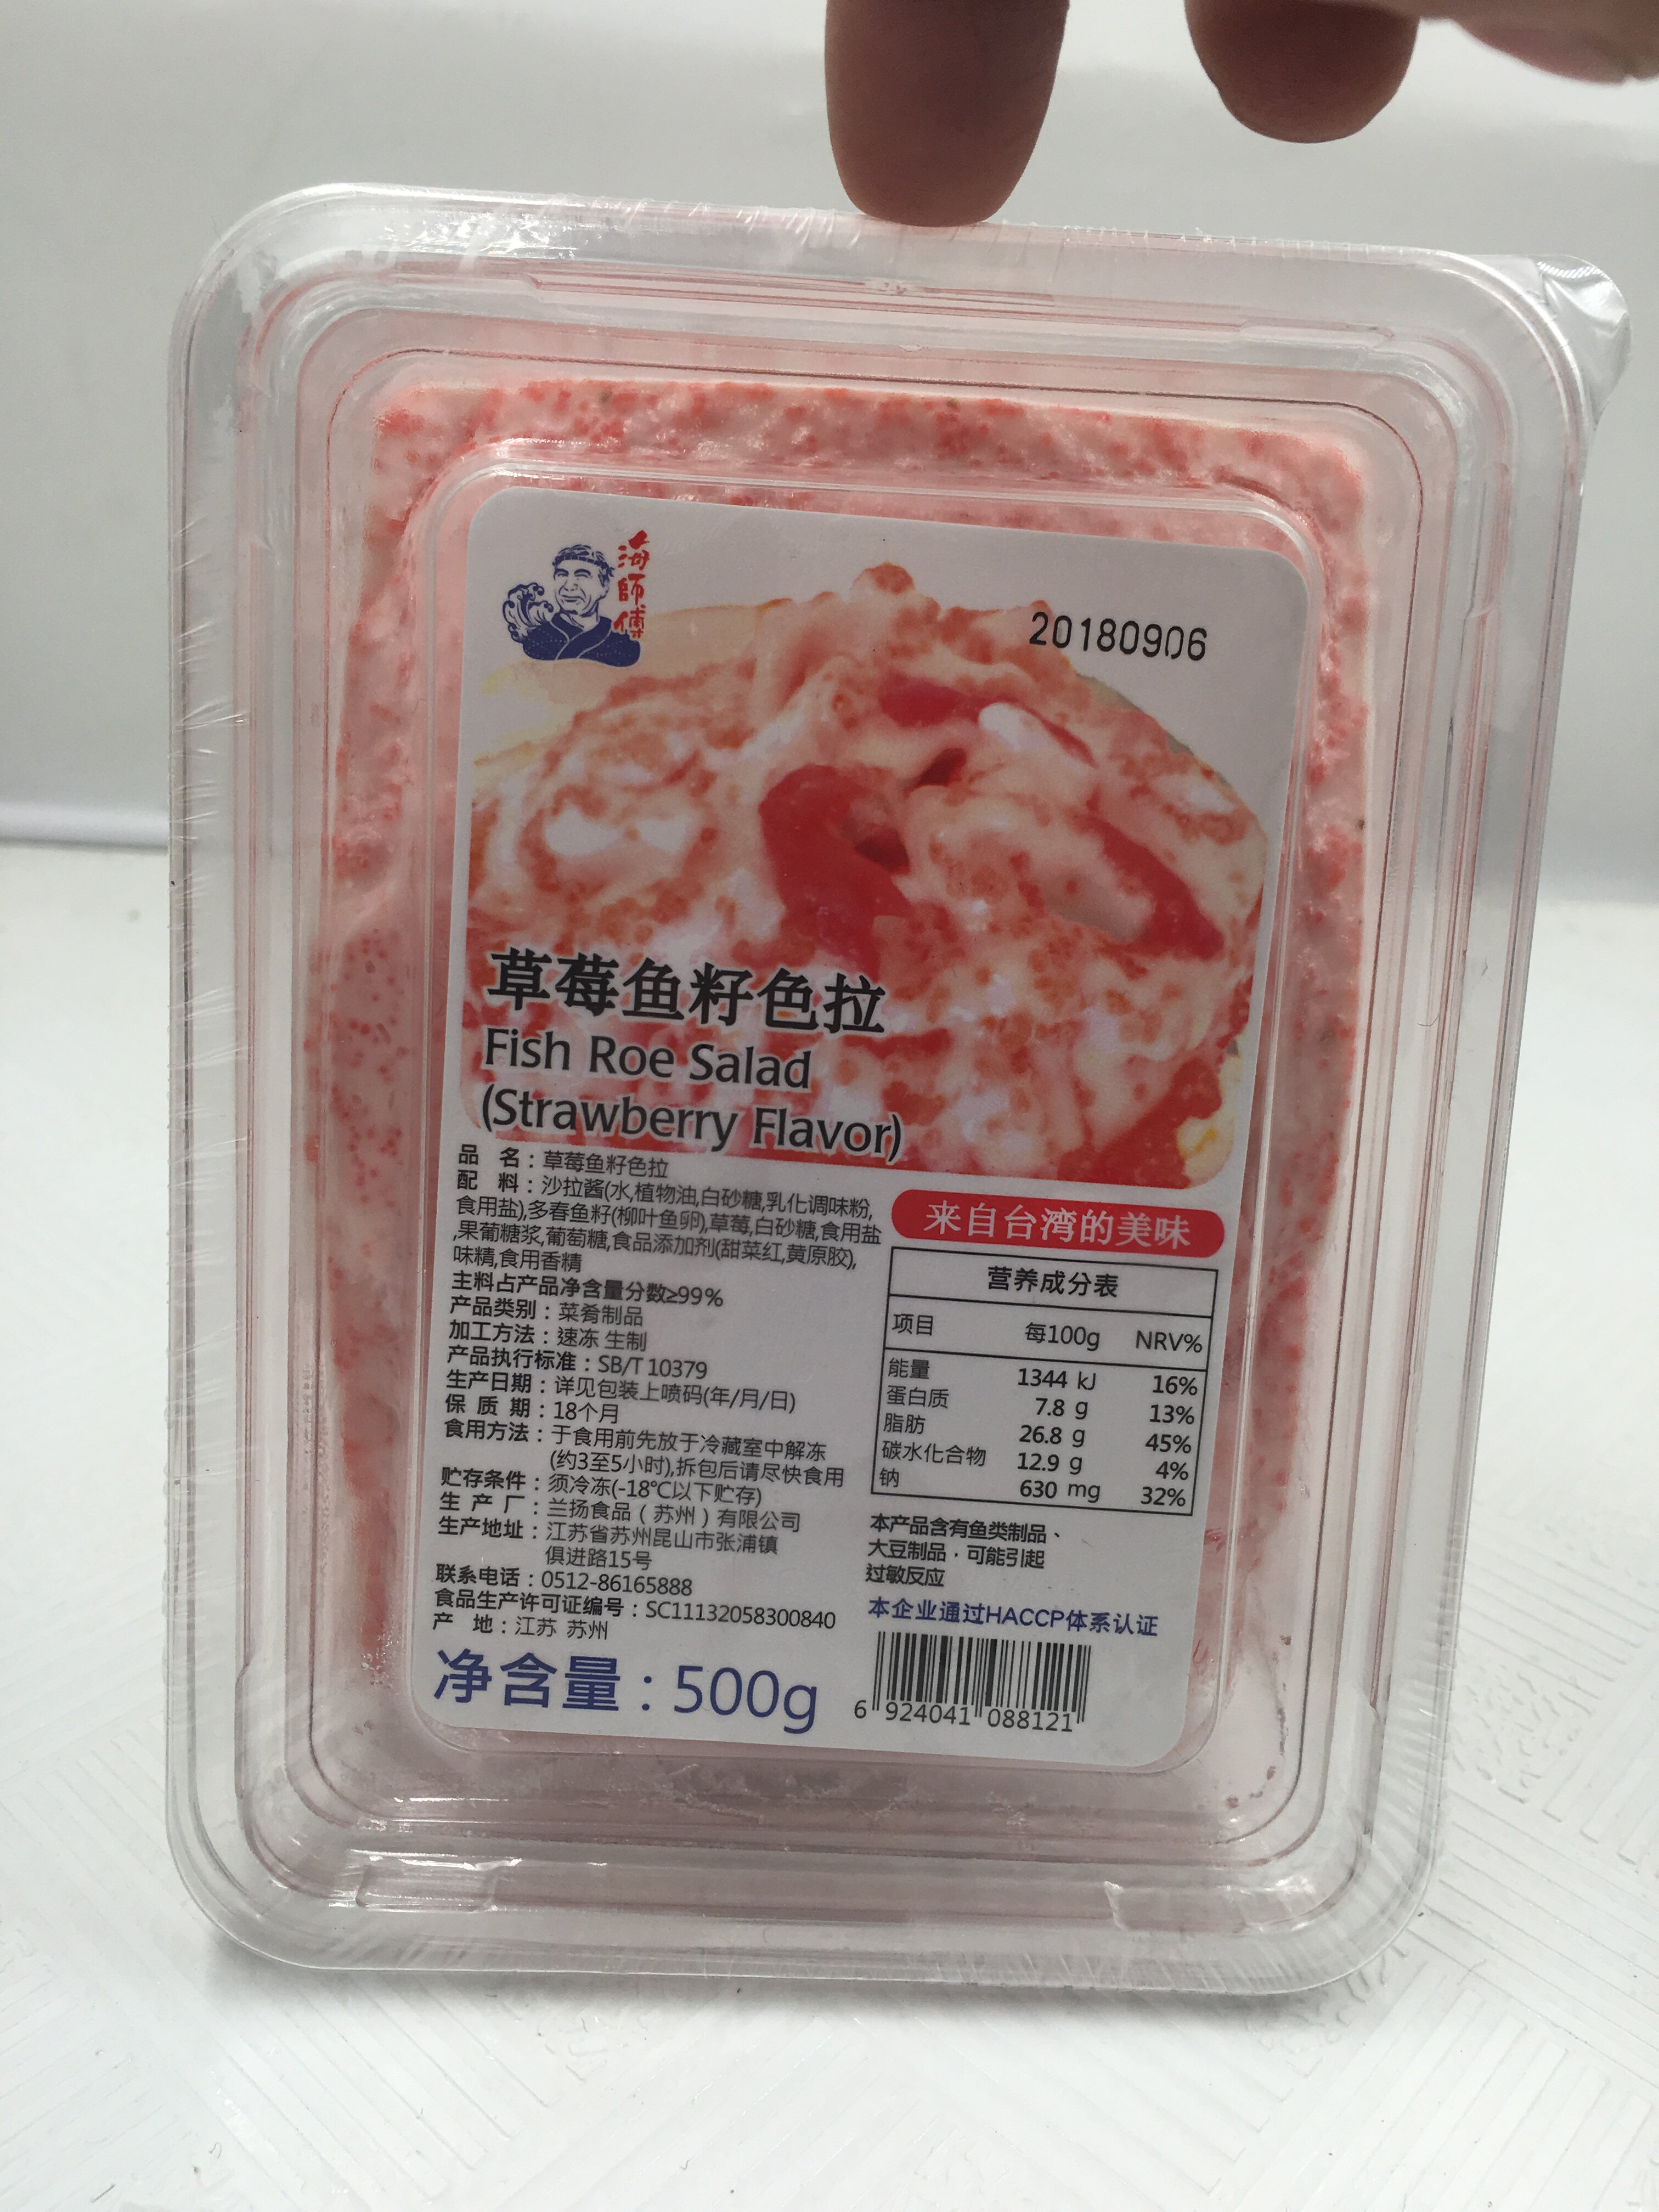 海師傅
20180906
草莓鱼籽色拉
Fish Roe Salad
(Strawberry Flavor)
品 名：草莓鱼籽色拉
配 料：沙拉酱(水,植物油,白砂糖,乳化调味粉,
食用盐),多春鱼籽(柳叶鱼卵),草莓,白砂糖,食用盐
,果葡糖浆,葡萄糖,食品添加剂(甜菜红,黄原胶),
味精,食用香精
主料占产品净含量分数≥99%
产品类别：菜肴制品
加工方法：速冻 生制
产品执行标准：SB/T 10379
生产日期：详见包装上喷码(年/月/日)
保 质 期：18个月
食用方法：于食用前先放于冷藏室中解冻
(约3至5小时),拆包后请尽快食用
贮存条件：须冷冻(-18℃以下贮存)
生 产 厂：兰扬食品（苏州）有限公司
生产地址：江苏省苏州昆山市张浦镇
俱进路15号
联系电话：0512-86165888
食品生产许可证编号：SC11132058300840
产 地：江苏 苏州
净含量：500g
来自台湾的美味
营养成分表
项目 每100g NRV%
能量 1344 kJ 16%
蛋白质 7.8 g 13%
脂肪 26.8 g 45%
碳水化合物 12.9 g 4%
钠 630 mg 32%
本产品含有鱼类制品、
大豆制品，可能引起
过敏反应
本企业通过HACCP体系认证
6 924041 088121